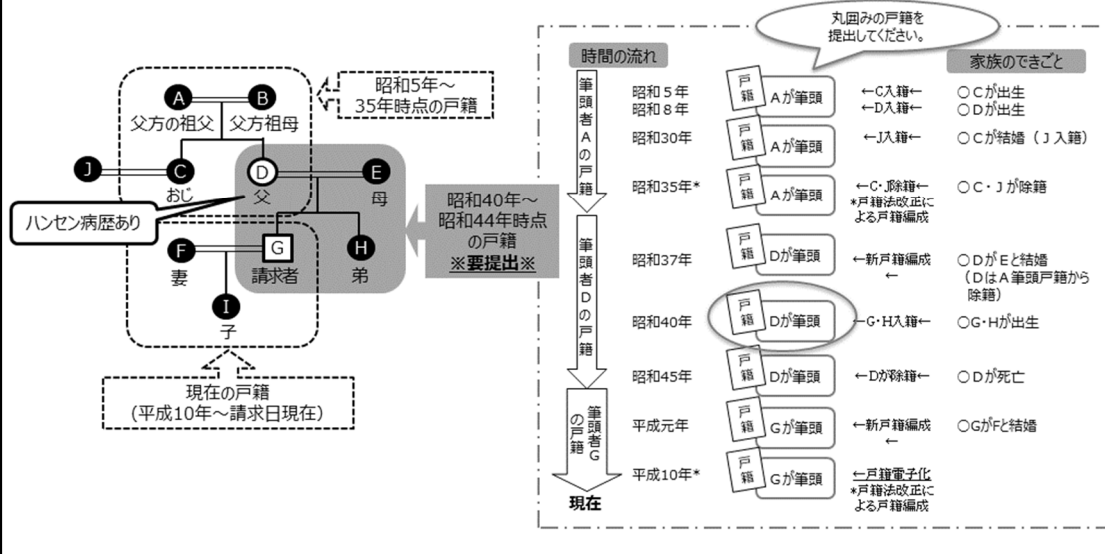 A
B
父方の祖父
父方祖母
昭和5年～
35年時点の戸籍
J
C
おじ
D
父
E
母
ハンセン病歴あり
昭和40年～
昭和44年時点
の戸籍
※要提出※
F
妻
G
請求者
H
弟
I
子
現在の戸籍
（平成10年～請求日現在）
丸囲みの戸籍を
提出してください。
時間の流れ
家族のできごと
筆頭者Aの戸籍
筆頭者Dの戸籍
筆頭者G
の戸籍
現在
昭和５年
昭和８年
戸籍
Aが筆頭
←C入籍←
←D入籍←
○Cが出生
○Dが出生
昭和30年
戸籍
Aが筆頭
←J入籍←
○Cが結婚（J入籍）
昭和35年*
戸籍
Aが筆頭
←C・J除籍←
*戸籍法改正に
よる戸籍編成
○C・Jが除籍
昭和37年
戸籍
Dが筆頭
←新戸籍編成
←
○DがEと結婚
（DはA筆頭戸籍から
除籍）
昭和40年
戸籍
Dが筆頭
←G・H入籍←
○G・Hが出生
昭和45年
戸籍
Dが筆頭
←Dが除籍←
○Dが死亡
平成元年
戸籍
Gが筆頭
←新戸籍編成
←
○GがFと結婚
平成10年*
戸籍
Gが筆頭
←戸籍電子化
*戸籍法改正に
よる戸籍編成